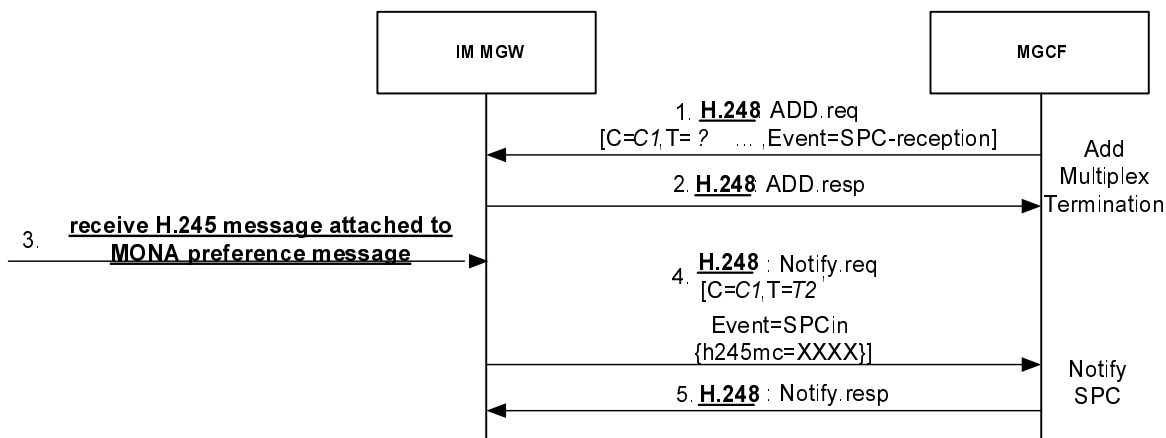 IM MGW
MGCF
1. H.248: ADD.req
[C=C1,T= ? ... ,Event=SPC-reception]
Add
Multiplex
Termination
2. H.248: ADD.resp
3. receive H.245 message attached to
MONA preference message
4. H.248 : Notify.req
[C=C1,T=T2
Event=SPCin
{h245mc=XXXX}]
Notify
SPC
5. H.248 : Notify.resp